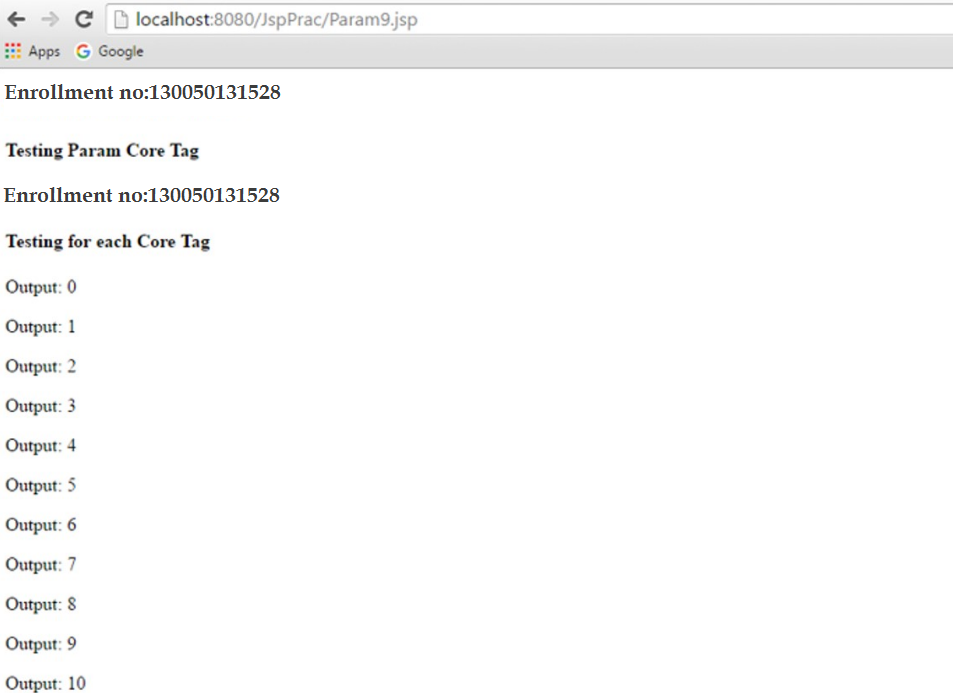 localhost:8080/JspPrac/Param9.jsp
Apps Google
Enrollment no:130050131528
Testing Param Core Tag
Enrollment no:130050131528
Testing for each Core Tag
Output: 0
Output: 1
Output: 2
Output: 3
Output: 4
Output: 5
Output: 6
Output: 7
Output: 8
Output: 9
Output: 10